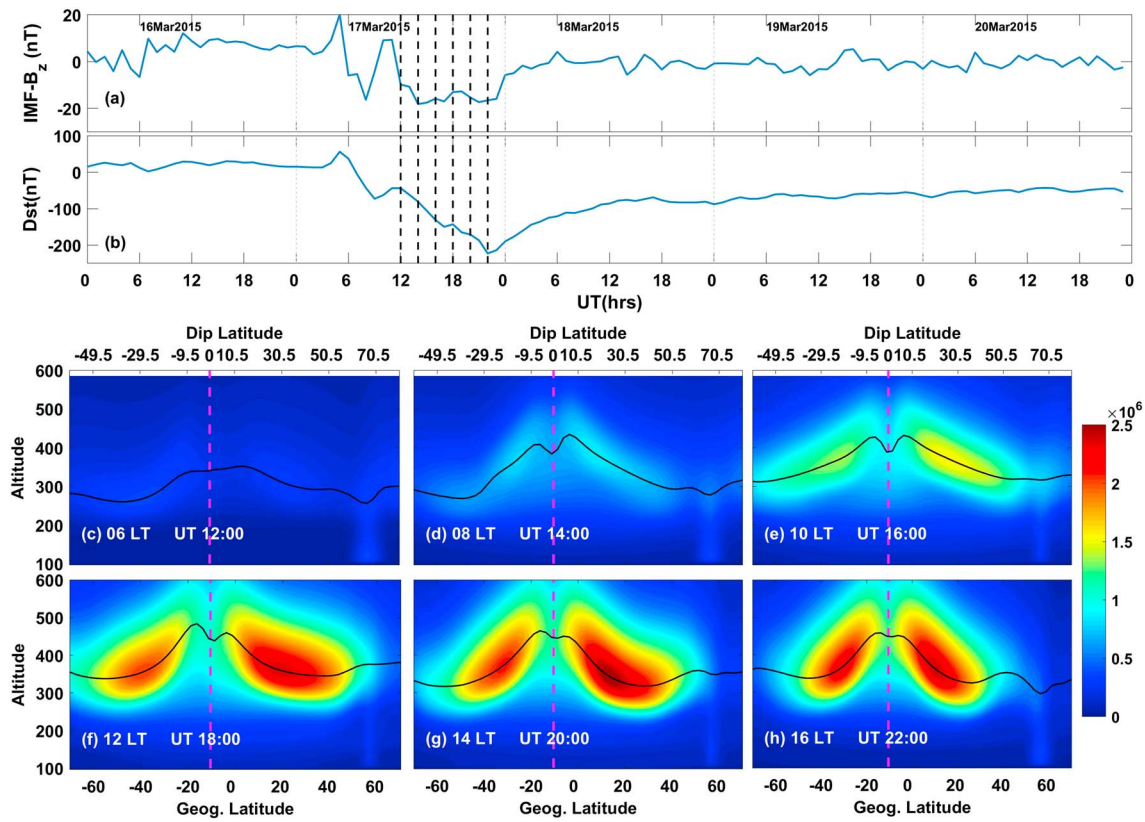 16Mar2015 17Mar2015 18Mar2015 19Mar2015 20Mar2015
IMF-Bz (nT)
20
0
-20
(a)
Dst(nT)
100
0
-100
-200
(b)
0 6 12 18 0 6 12 18 0 6 12 18 0 6 12 18 0 6 12 18 0
UT(hrs)
Dip Latitude Dip Latitude Dip Latitude
-49.5 -29.5 -9.5 0 10.5 30.5 50.5 70.5 -49.5 -29.5 -9.5 0 10.5 30.5 50.5 70.5 -49.5 -29.5 -9.5 0 10.5 30.5 50.5 70.5
Altitude
600
500
400
300
200
100
(c) 06 LT UT 12:00 (d) 08 LT UT 14:00 (e) 10 LT UT 16:00
Altitude
600
500
400
300
200
100
(f) 12 LT UT 18:00 (g) 14 LT UT 20:00 (h) 16 LT UT 22:00
-60 -40 -20 0 20 40 60 -60 -40 -20 0 20 40 60 -60 -40 -20 0 20 40 60
Geog. Latitude Geog. Latitude Geog. Latitude
×10⁶
2.5
2
1.5
1
0.5
0